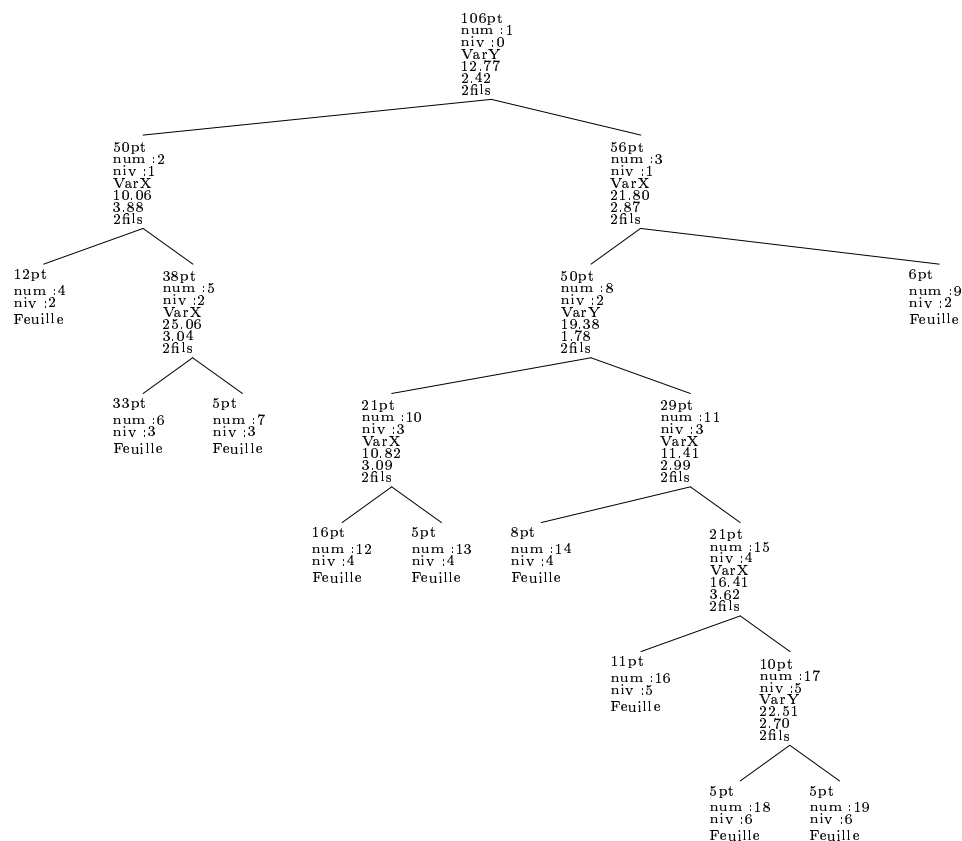 106pt
num :1
niv :0
VarY
12.77
2.42
2fils
50pt
num :2
niv :1
VarX
10.06
3.88
2fils
56pt
num :3
niv :1
VarX
21.80
2.87
2fils
12pt
num :4
niv :2
Feuille
38pt
num :5
niv :2
VarX
25.06
3.04
2fils
50pt
num :8
niv :2
VarY
19.38
1.78
2fils
6pt
num :9
niv :2
Feuille
33pt
num :6
niv :3
Feuille
5pt
num :7
niv :3
Feuille
21pt
num :10
niv :3
VarX
10.82
3.09
2fils
29pt
num :11
niv :3
VarX
11.41
2.99
2fils
16pt
num :12
niv :4
Feuille
5pt
num :13
niv :4
Feuille
8pt
num :14
niv :4
Feuille
21pt
num :15
niv :4
VarX
16.41
3.62
2fils
11pt
num :16
niv :5
Feuille
10pt
num :17
niv :5
VarY
22.51
2.70
2fils
5pt
num :18
niv :6
Feuille
5pt
num :19
niv :6
Feuille